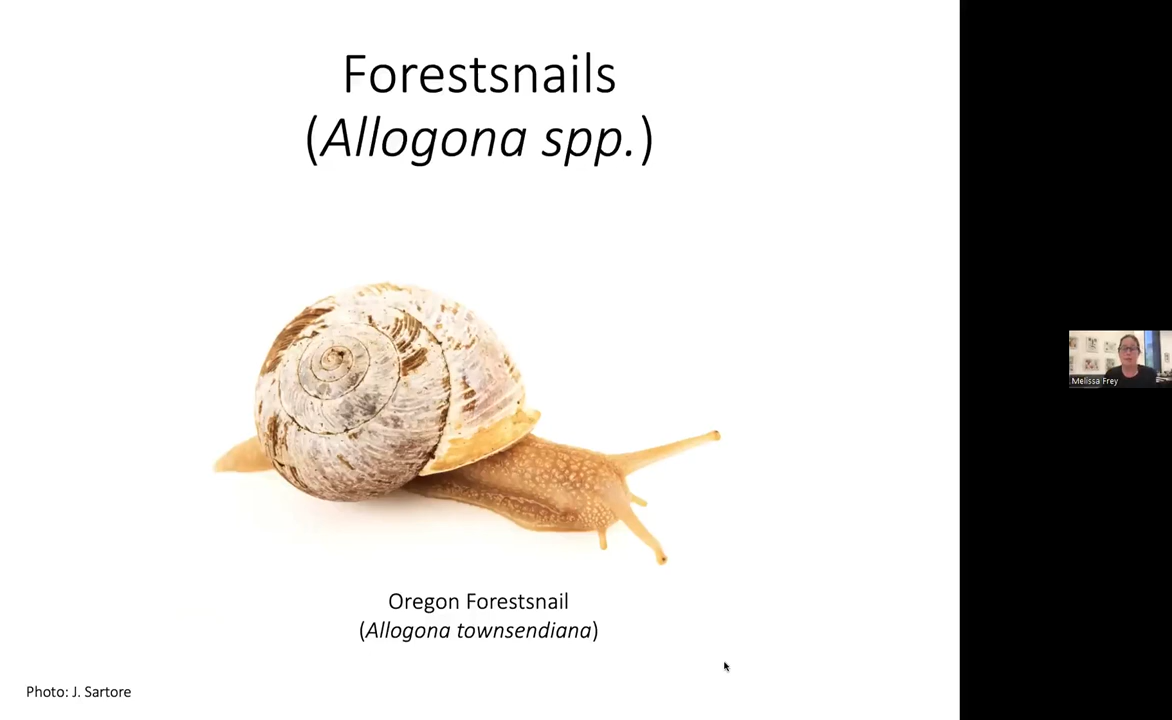 Forestsnails
(Allogona spp.)
Oregon Forestsnail
(Allogona townsendiana)
Photo: J. Sartore
Melissa Frey